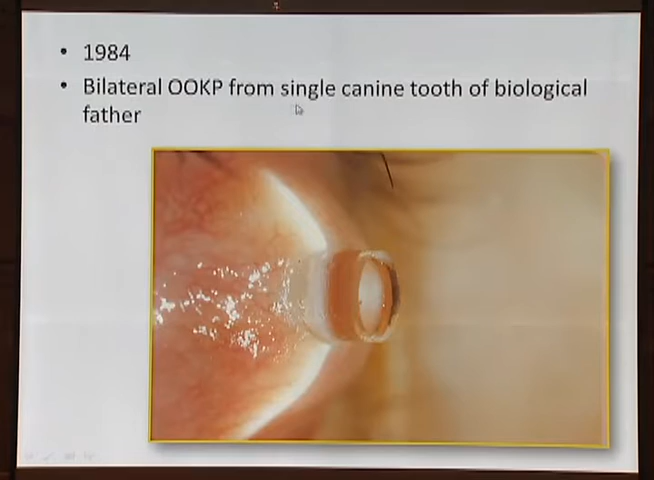 • 1984
• Bilateral OOKP from single canine tooth of biological
father